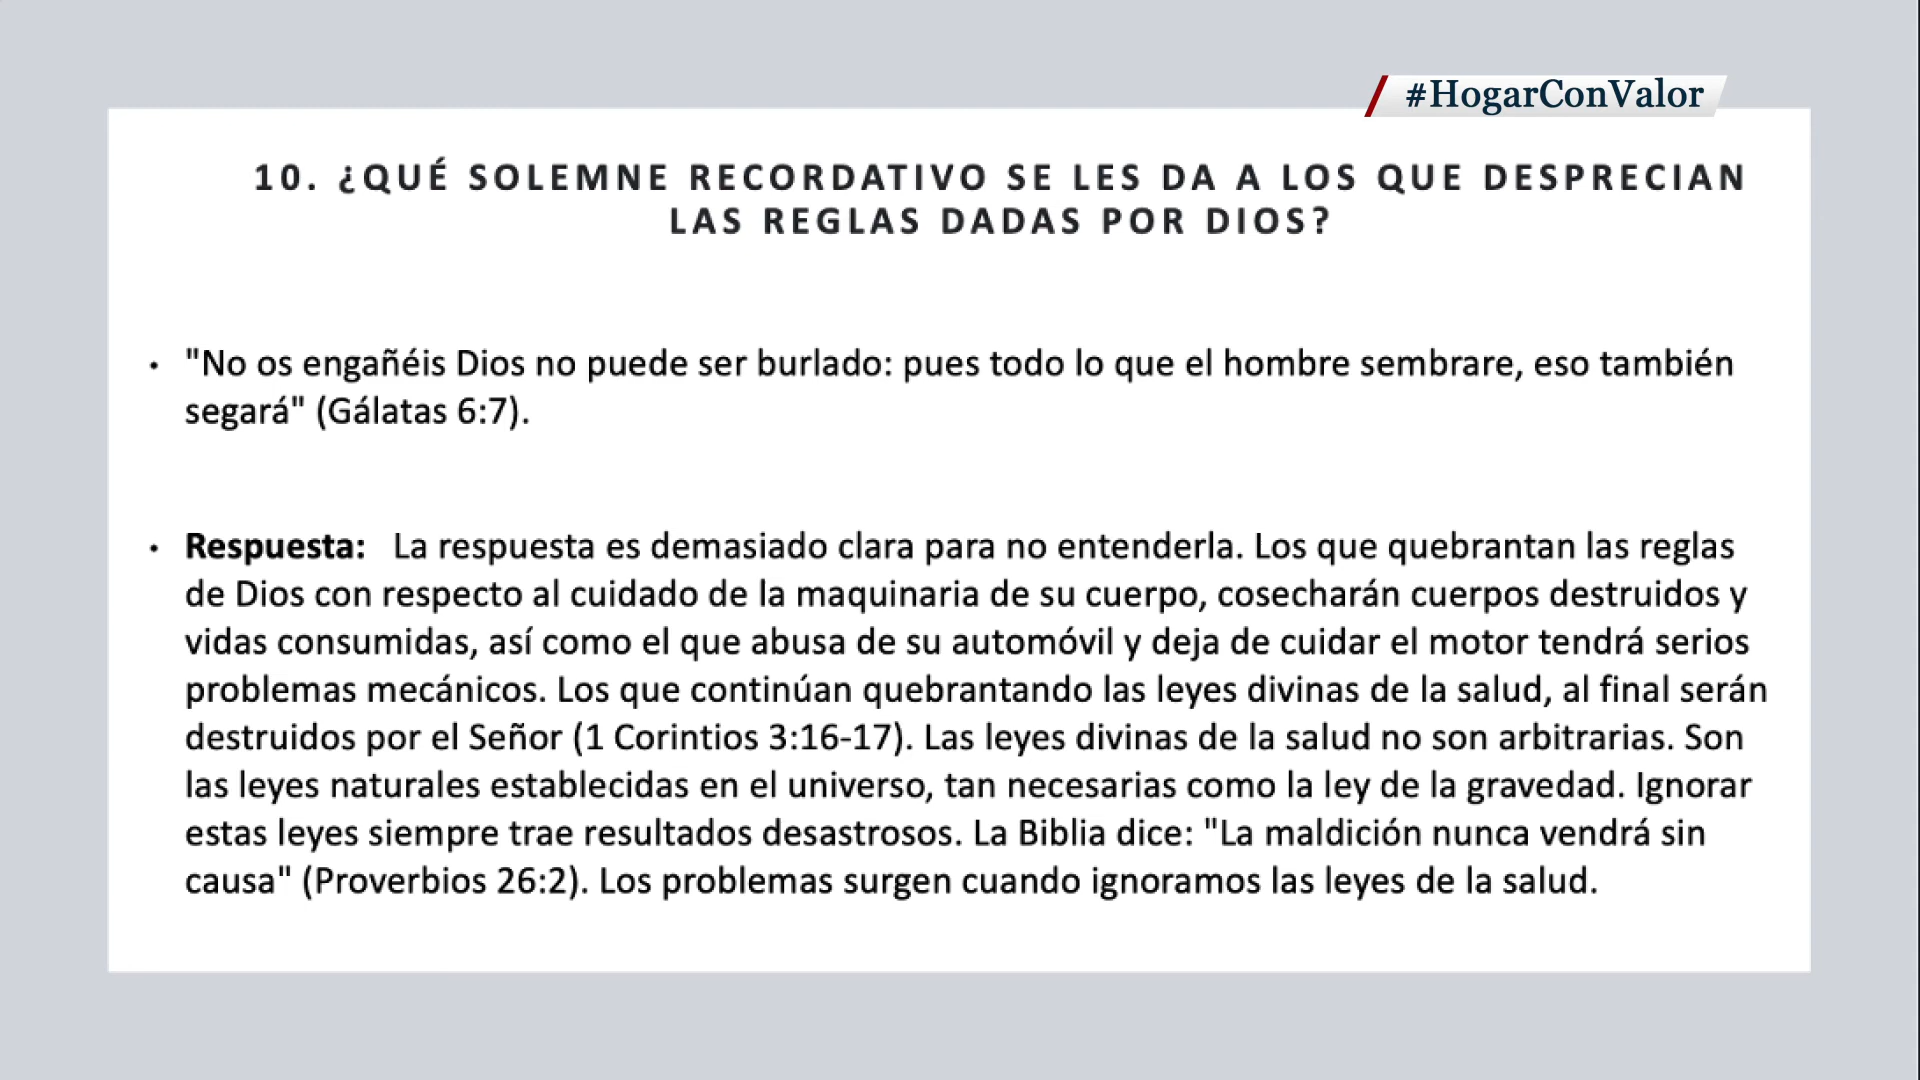 #HogarConValor
10. ¿QUÉ SOLEMNE RECORDATIVO SE LES DA A LOS QUE DESPRECIAN
LAS REGLAS DADAS POR DIOS?
• "No os engañéis Dios no puede ser burlado: pues todo lo que el hombre sembrare, eso también
segará" (Gálatas 6:7).
• Respuesta: La respuesta es demasiado clara para no entenderla. Los que quebrantan las reglas
de Dios con respecto al cuidado de la maquinaria de su cuerpo, cosecharán cuerpos destruidos y
vidas consumidas, así como el que abusa de su automóvil y deja de cuidar el motor tendrá serios
problemas mecánicos. Los que continúan quebrantando las leyes divinas de la salud, al final serán
destruidos por el Señor (1 Corintios 3:16-17). Las leyes divinas de la salud no son arbitrarias. Son
las leyes naturales establecidas en el universo, tan necesarias como la ley de la gravedad. Ignorar
estas leyes siempre trae resultados desastrosos. La Biblia dice: "La maldición nunca vendrá sin
causa" (Proverbios 26:2). Los problemas surgen cuando ignoramos las leyes de la salud.